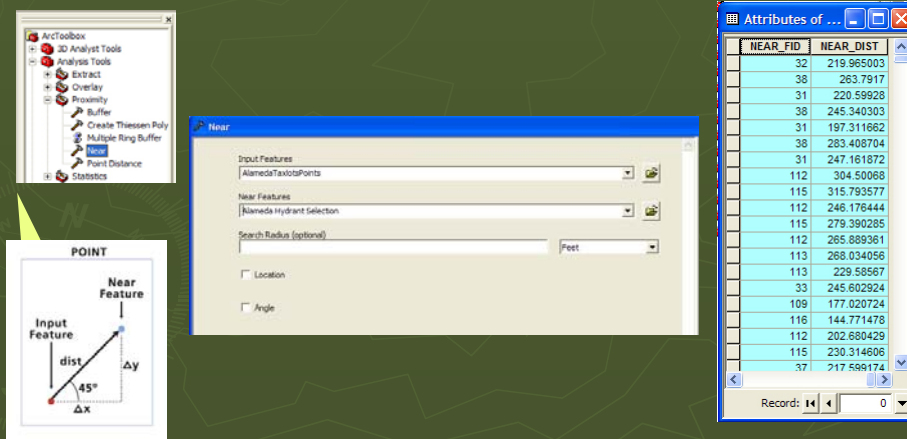 ArcToolbox
3D Analyst Tools
Analysis Tools
Extract
Overlay
Proximity
Buffer
Create Thiessen Poly
Multiple Ring Buffer
Near
Point Distance
Statistics
POINT
Near
Feature
Input
Feature
dist
Δy
45°
Δx
Near
Input Features
AlamedaTaxlotsPoints
Near Features
Alameda Hydrant Selection
Search Radius (optional)
Feet
Location
Angle
Attributes of ...
NEAR_FID NEAR_DIST
32 219.965003
38 263.7917
31 220.59928
38 245.340303
31 197.311662
38 283.408704
31 247.161872
112 304.50068
115 315.793577
112 246.176444
115 279.390285
112 265.889361
113 268.034056
113 229.58567
33 245.602924
109 177.020724
116 144.771478
112 202.680429
115 230.314606
37 217.599174
Record: 0